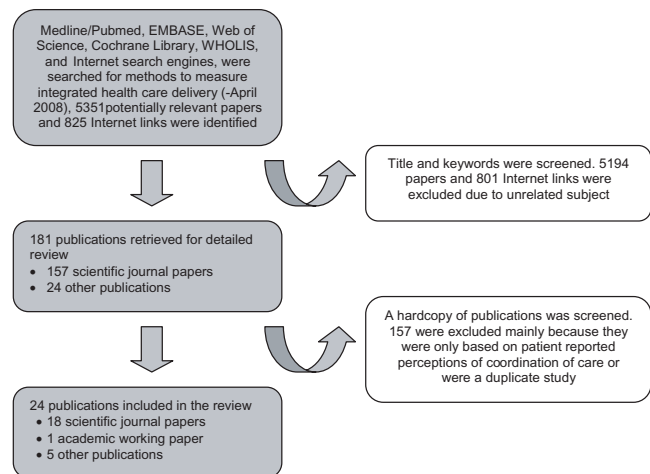 Medline/Pubmed, EMBASE, Web of
Science, Cochrane Library, WHOLIS,
and Internet search engines, were
searched for methods to measure
integrated health care delivery (-April
2008), 5351potentially relevant papers
and 825 Internet links were identified
Title and keywords were screened. 5194
papers and 801 Internet links were
excluded due to unrelated subject
181 publications retrieved for detailed
review
• 157 scientific journal papers
• 24 other publications
A hardcopy of publications was screened.
157 were excluded mainly because they
were only based on patient reported
perceptions of coordination of care or
were a duplicate study
24 publications included in the review
• 18 scientific journal papers
• 1 academic working paper
• 5 other publications